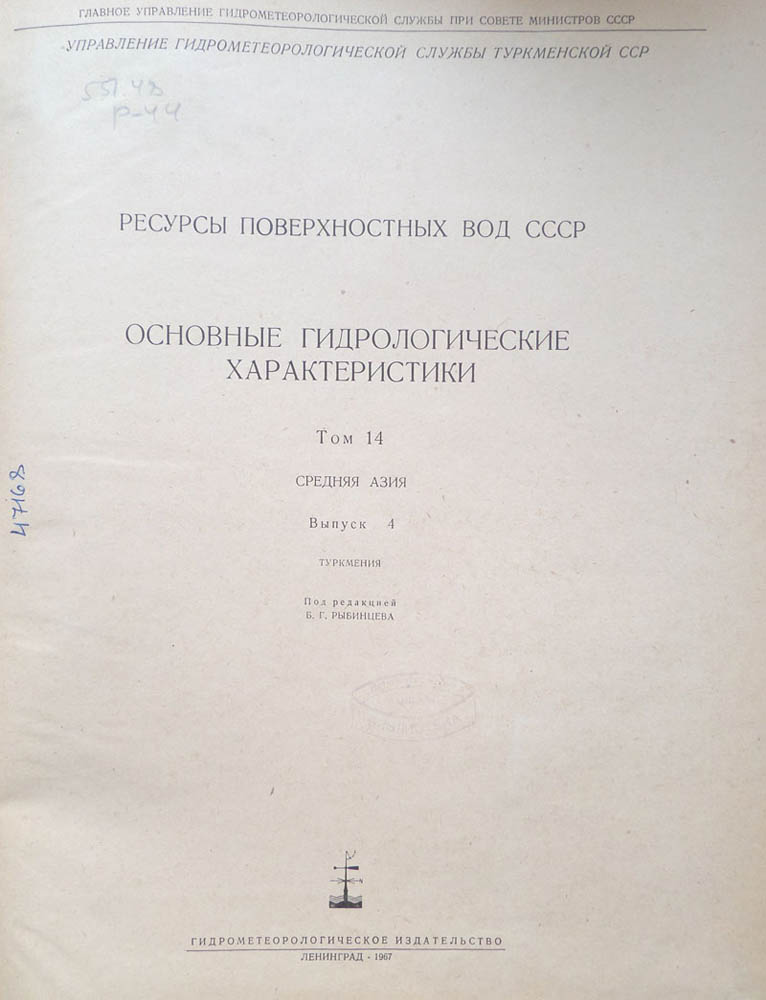 ГЛАВНОЕ УПРАВЛЕНИЕ ГИДРОМЕТЕОРОЛОГИЧЕСКОЙ СЛУЖБЫ ПРИ СОВЕТЕ МИНИСТРОВ СССР
УПРАВЛЕНИЕ ГИДРОМЕТЕОРОЛОГИЧЕСКОЙ СЛУЖБЫ ТУРКМЕНСКОЙ ССР
551.48
Р-44
РЕСУРСЫ ПОВЕРХНОСТНЫХ ВОД СССР
ОСНОВНЫЕ ГИДРОЛОГИЧЕСКИЕ
ХАРАКТЕРИСТИКИ
Том 14
СРЕДНЯЯ АЗИЯ
Выпуск 4
ТУРКМЕНИЯ
Под редакцией
Б. Г. РЫБИНЦЕВА
47168
ГИДРОМЕТЕОРОЛОГИЧЕСКОЕ ИЗДАТЕЛЬСТВО
ЛЕНИНГРАД · 1967